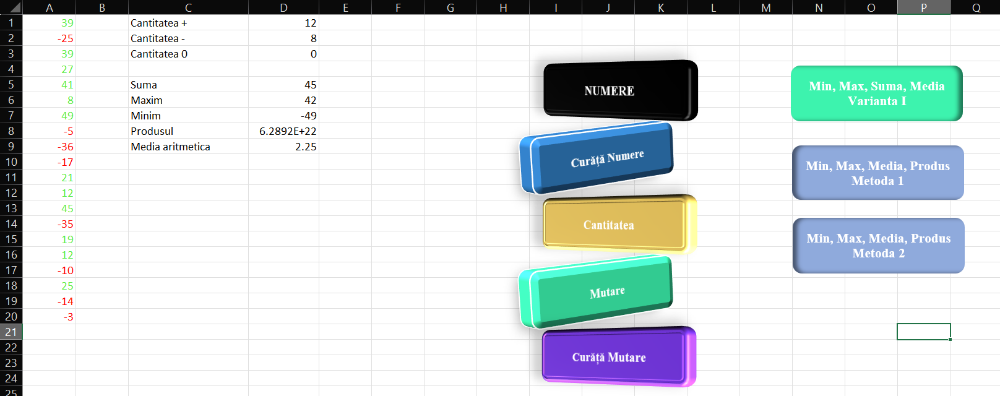 A B C D E F G H I J K L M N O P Q
1 39 Cantitatea + 12
2 -25 Cantitatea - 8
3 39 Cantitatea 0 0
4 27
5 41 Suma 45
6 8 Maxim 42
7 49 Minim -49
8 -5 Produsul 6.2892E+22
9 -36 Media aritmetica 2.25
10 -17
11 21
12 12
13 45
14 -35
15 19
16 12
17 -10
18 25
19 -14
20 -3
21
22
23
24
25
NUMERE
Curăță Numere
Cantitatea
Mutare
Curăță Mutare
Min, Max, Suma, Media
Varianta I
Min, Max, Media, Produs
Metoda 1
Min, Max, Media, Produs
Metoda 2